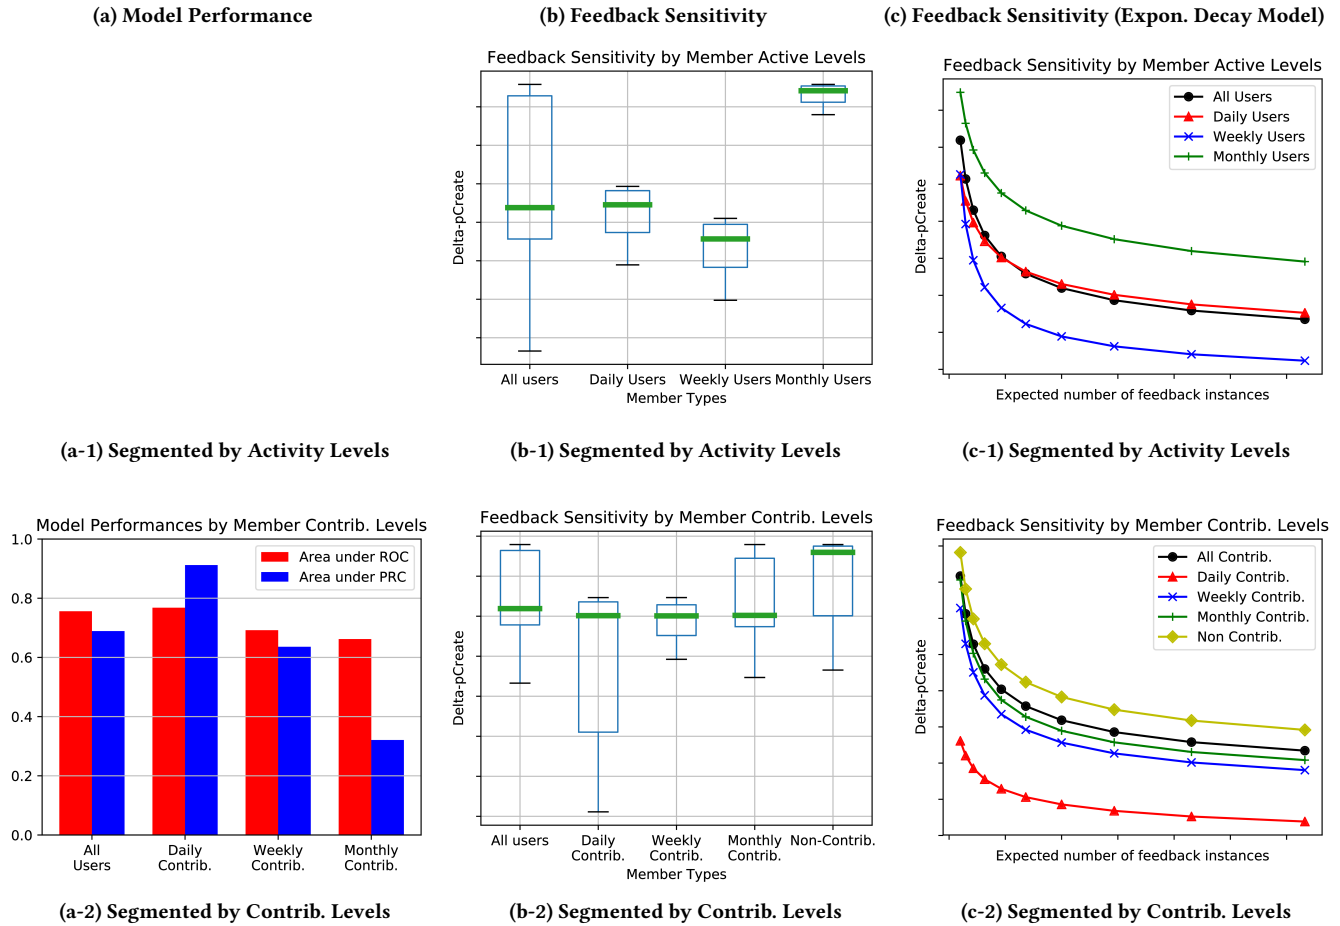 (a) Model Performance
(b) Feedback Sensitivity
(c) Feedback Sensitivity (Expon. Decay Model)
Feedback Sensitivity by Member Active Levels
Delta-pCreate
All users
Daily Users
Weekly Users
Monthly Users
Member Types
Feedback Sensitivity by Member Active Levels
All Users
Daily Users
Weekly Users
Monthly Users
Delta-pCreate
Expected number of feedback instances
(a-1) Segmented by Activity Levels
(b-1) Segmented by Activity Levels
(c-1) Segmented by Activity Levels
Model Performances by Member Contrib. Levels
1.0
0.8
0.6
0.4
0.2
0.0
Area under ROC
Area under PRC
All
Users
Daily
Contrib.
Weekly
Contrib.
Monthly
Contrib.
Feedback Sensitivity by Member Contrib. Levels
Delta-pCreate
All users
Daily
Contrib.
Weekly
Contrib.
Monthly
Contrib.
Non-Contrib.
Member Types
Feedback Sensitivity by Member Contrib. Levels
All Contrib.
Daily Contrib.
Weekly Contrib.
Monthly Contrib.
Non Contrib.
Delta-pCreate
Expected number of feedback instances
(a-2) Segmented by Contrib. Levels
(b-2) Segmented by Contrib. Levels
(c-2) Segmented by Contrib. Levels